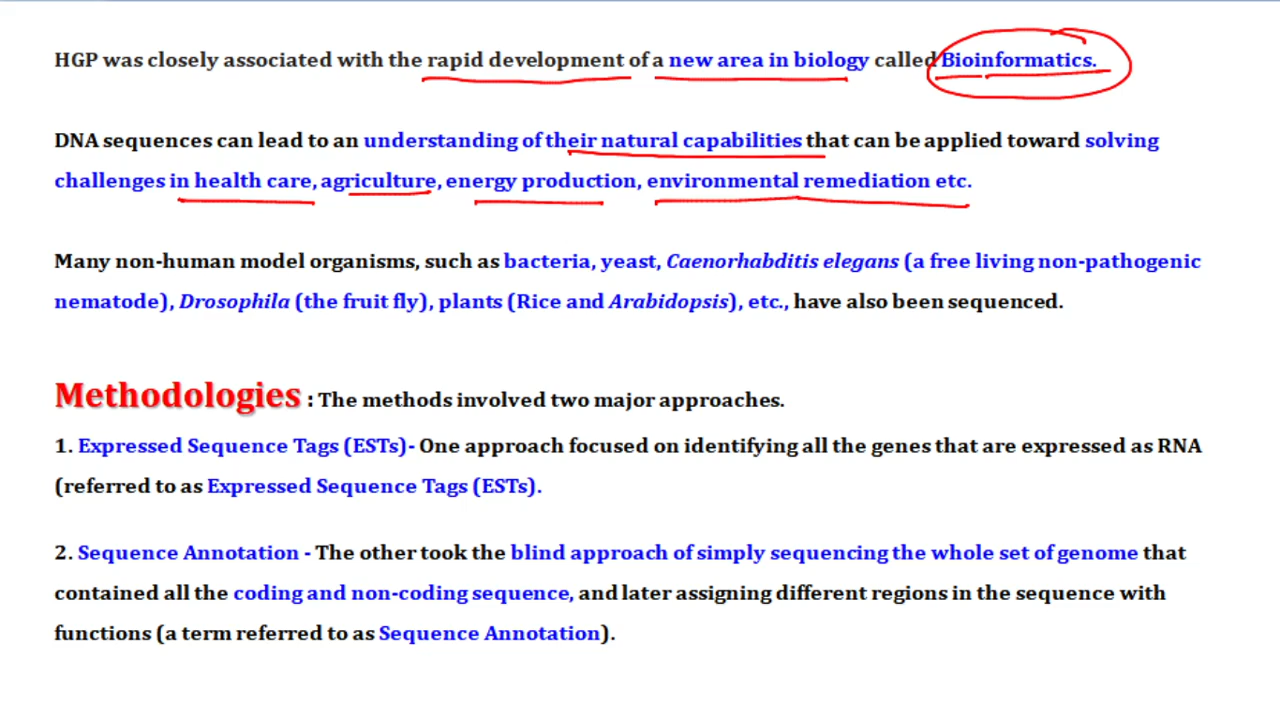 HGP was closely associated with the rapid development of a new area in biology called Bioinformatics.
DNA sequences can lead to an understanding of their natural capabilities that can be applied toward solving
challenges in health care, agriculture, energy production, environmental remediation etc.
Many non-human model organisms, such as bacteria, yeast, Caenorhabditis elegans (a free living non-pathogenic
nematode), Drosophila (the fruit fly), plants (Rice and Arabidopsis), etc., have also been sequenced.
Methodologies : The methods involved two major approaches.
1. Expressed Sequence Tags (ESTs)- One approach focused on identifying all the genes that are expressed as RNA
(referred to as Expressed Sequence Tags (ESTs).
2. Sequence Annotation - The other took the blind approach of simply sequencing the whole set of genome that
contained all the coding and non-coding sequence, and later assigning different regions in the sequence with
functions (a term referred to as Sequence Annotation).